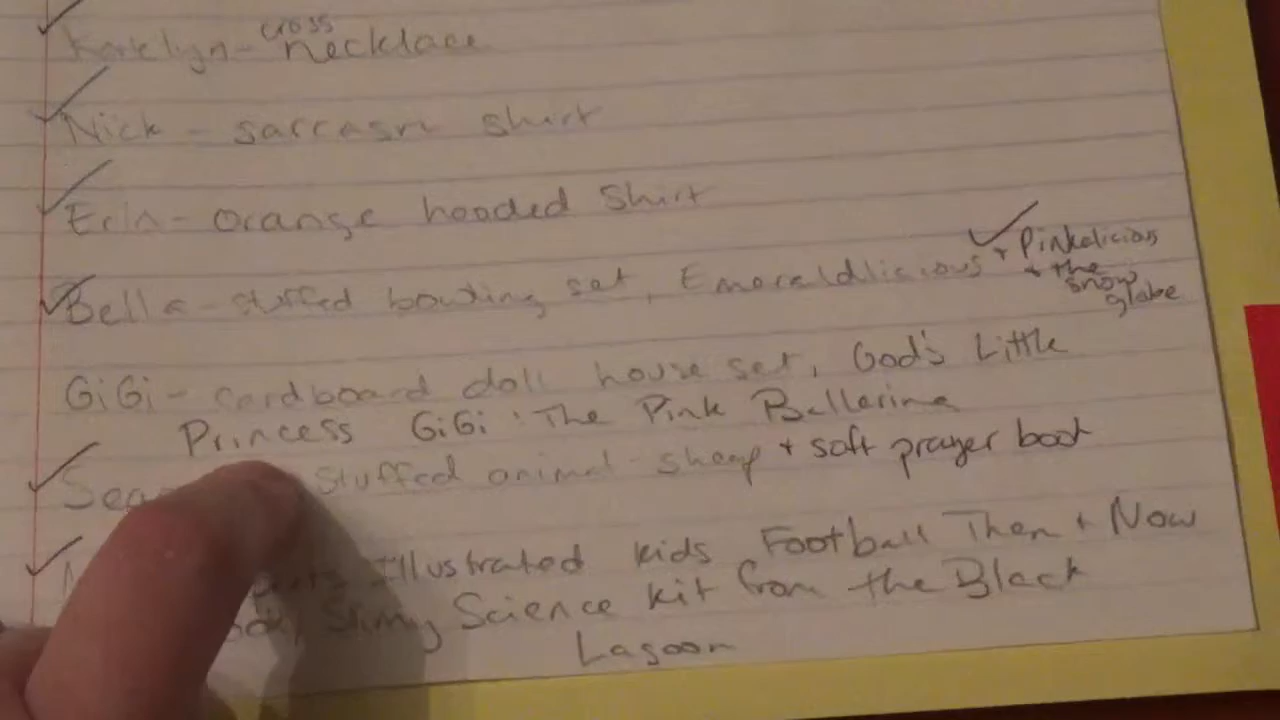 cross
Katelyn - necklace
Nick - sarcasm shirt
Erin - orange hooded shirt
Bella - stuffed bowling set, Emeraldlicious + Pinkalicious
+ the
snow
globe
GiGi - cardboard doll house set, God's Little
Princess GiGi: The Pink Ballerina
stuffed animal - sheep + soft prayer book
Illustrated kids Football Then + Now
Slimy Science kit from the Black
Lagoon